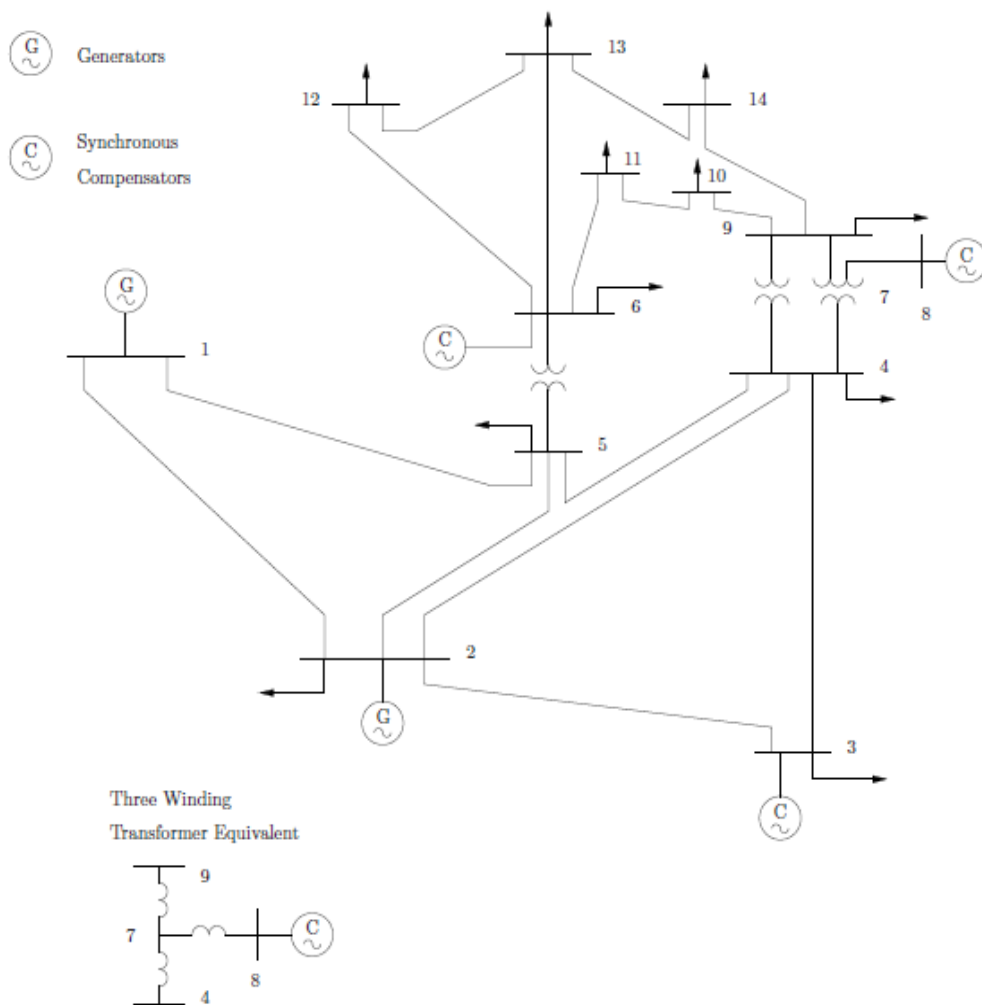 G
Generators
C
Synchronous
Compensators
13
12
14
11
10
9
C
7
8
G
6
C
1
4
5
2
G
3
C
Three Winding
Transformer Equivalent
9
7
C
8
4